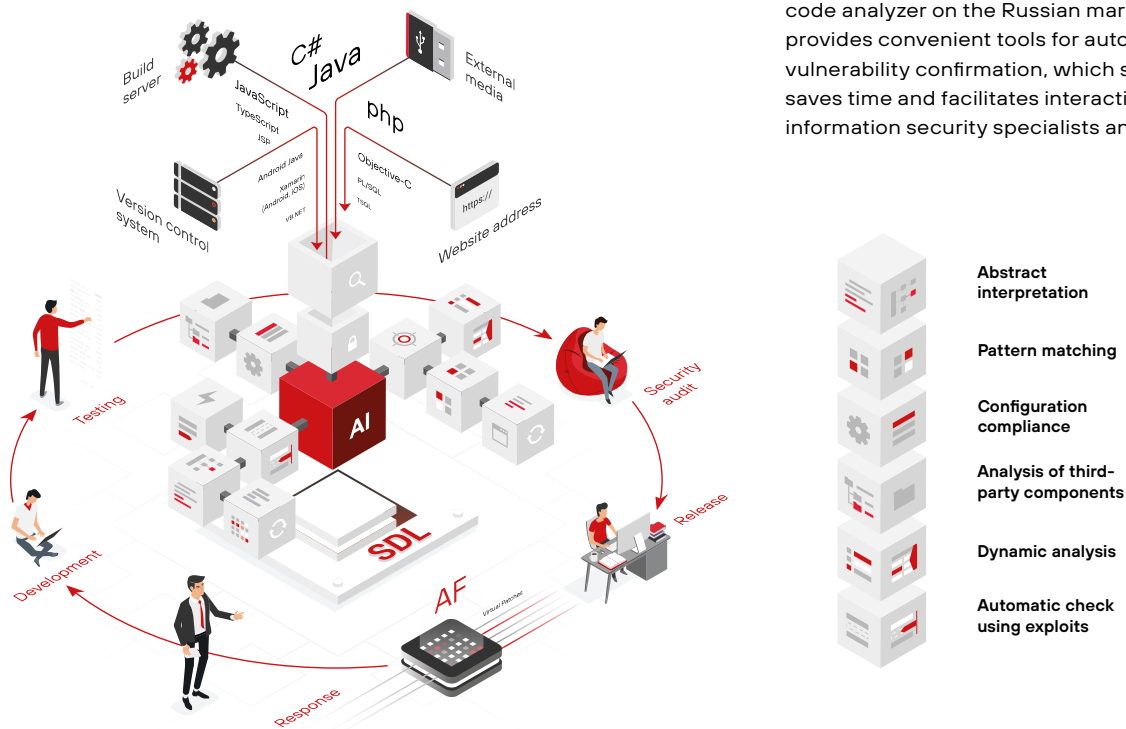 code analyzer on the Russian mar
provides convenient tools for auto
vulnerability confirmation, which s
saves time and facilitates interacti
information security specialists an
Build
server
C#
Java
External
media
JavaScript
TypeScript
JSP
php
Android Java
Xamarin
(Android, iOS)
VB NET
Objective-C
PL/SQL
TSQL
Version control
system
https://
Website address
Testing
Security
audit
AI
Release
SDL
Development
AF
Virtual Patches
Response
Abstract
interpretation
Pattern matching
Configuration
compliance
Analysis of third-
party components
Dynamic analysis
Automatic check
using exploits